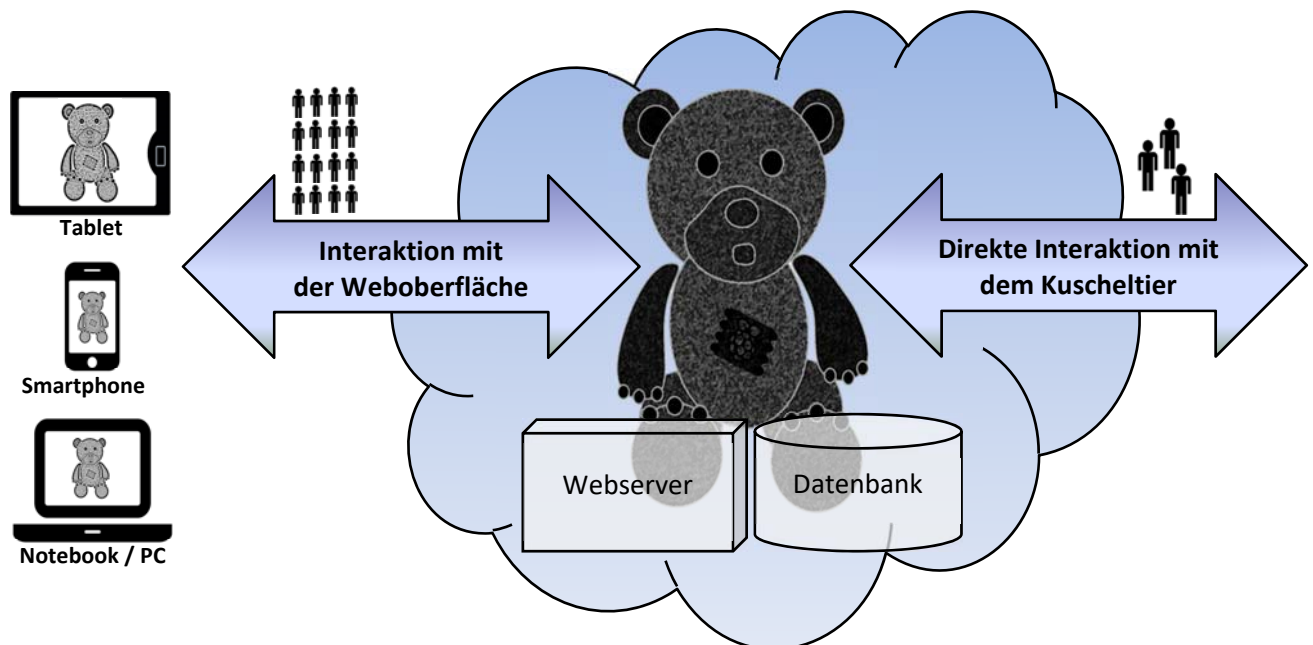 Tablet
Smartphone
Notebook / PC
Interaktion mit
der Weboberfläche
Direkte Interaktion mit
dem Kuscheltier
Webserver
Datenbank